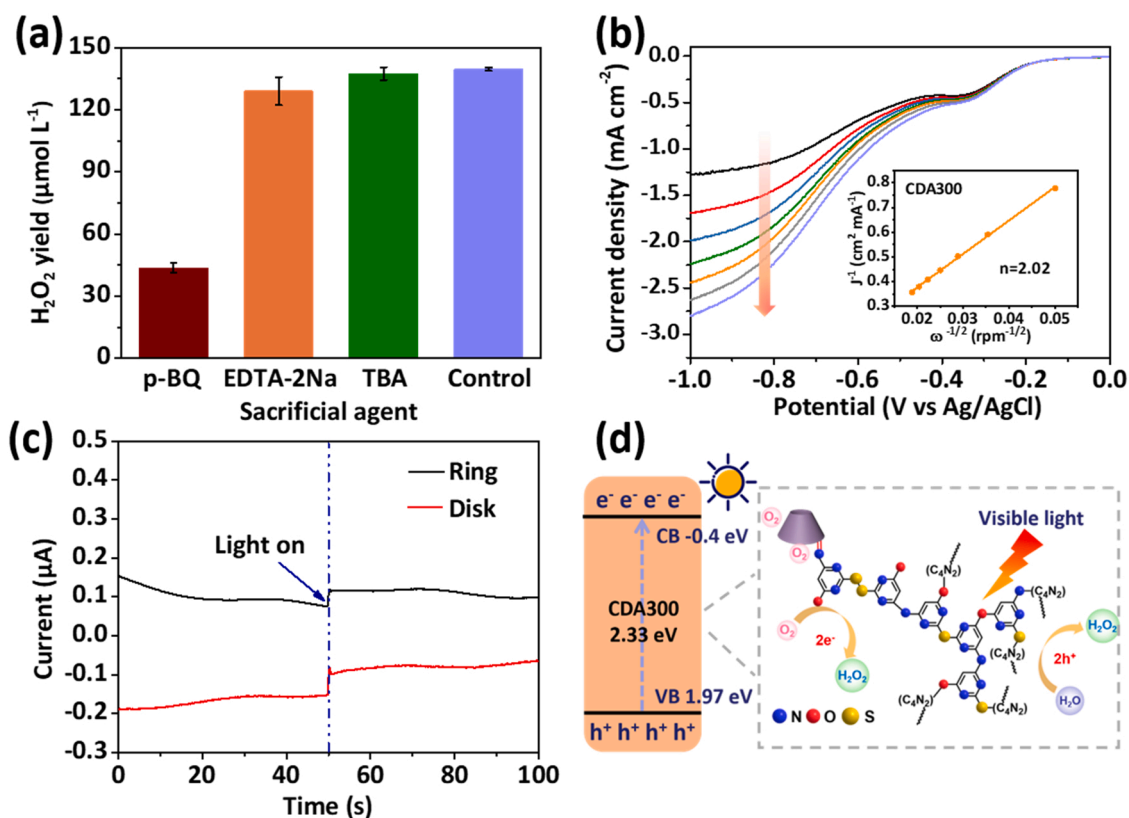 (a)
150
120
90
60
30
0
H₂O₂ yield (μmol L⁻¹)
p-BQ EDTA-2Na TBA Control
Sacrificial agent
(b)
0.0
-0.5
-1.0
-1.5
-2.0
-2.5
-3.0
Current density (mA cm⁻²)
-1.0 -0.8 -0.6 -0.4 -0.2 0.0
Potential (V vs Ag/AgCl)
CDA300
0.8
0.7
0.6
0.5
0.4
0.3
J⁻¹ (cm² mA⁻¹)
n=2.02
0.02 0.03 0.04 0.05
ω⁻¹/² (rpm⁻¹/²)
(c)
0.5
0.4
0.3
0.2
0.1
0.0
-0.1
-0.2
-0.3
Current (μA)
Ring
Disk
Light on
0 20 40 60 80 100
Time (s)
(d)
e⁻ e⁻ e⁻ e⁻
CB -0.4 eV
CDA300
2.33 eV
VB 1.97 eV
h⁺ h⁺ h⁺ h⁺
O₂
O₂
Visible light
(C₄N₂)
(C₄N₂)
O₂
2e⁻
H₂O₂
(C₄N₂)
H₂O₂
2h⁺
H₂O
(C₄N₂)
(C₄N₂)
(C₄N₂)
N O S